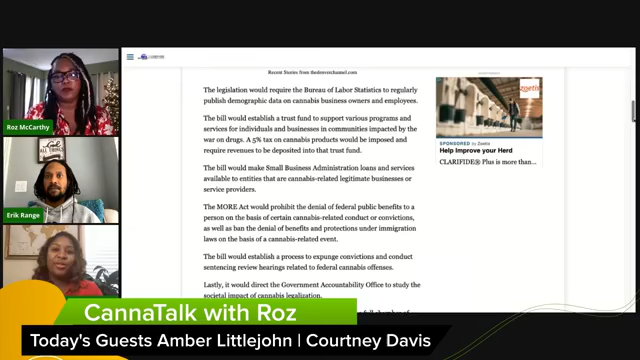 Recent Stories from thedenverchannel.com
The legislation would require the Bureau of Labor Statistics to regularly
publish demographic data on cannabis business owners and employees.
The bill would establish a trust fund to support various programs and
services for individuals and businesses in communities impacted by the
war on drugs. A 5% tax on cannabis products would be imposed and
require revenues to be deposited into that trust fund.
The bill would make Small Business Administration loans and services
available to entities that are cannabis-related legitimate businesses or
service providers.
The MORE Act would prohibit the denial of federal public benefits to a
person on the basis of certain cannabis-related conduct or convictions,
as well as ban the denial of benefits and protections under immigration
laws on the basis of a cannabis-related event.
The bill would establish a process to expunge convictions and conduct
sentencing review hearings related to federal cannabis offenses.
Lastly, it would direct the Government Accountability Office to study the
societal impact of cannabis legalization.
zoetis
SPONSORED by Zoetis
Help Improve your Herd
CLARIFIDE® Plus is more than...
Roz McCarthy
Erik Range
CannaTalk with Roz
Today's Guests Amber Littlejohn | Courtney Davis